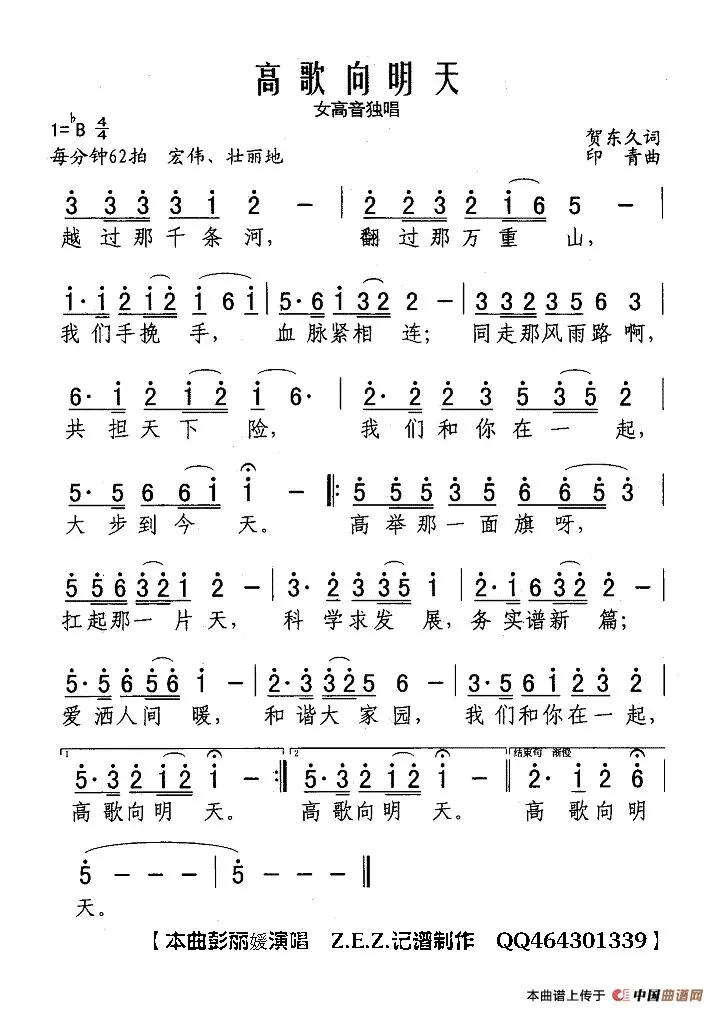 高歌向明天
女高音独唱
1=♭B 4/4
贺东久词
每分钟62拍 宏伟、壮丽地
印青曲
3 3 3 3 3 1 2 - | 2 2 3 2 1 6 5 - |
越过那千条河， 翻过那万重山，
1· 1 2 1 2 1 6 1 | 5· 6 1 3 2 2 - | 3 3 3 2 3 5 6 3 |
我们手挽手， 血脉紧相连； 同走那风雨路啊，
6· 1 2 1 2 1 6· | 2· 2 2 3 5 3 5 2 |
共担天下险， 我们和你在一起，
5· 5 6 6 1 1 - ‖: 5 5 5 3 5 6 6 5 3 |
大步到今天。 高举那一面旗呀，
5 5 6 3 2 1 2 - | 3· 2 3 3 5 1 | 2· 1 6 3 2 2 - |
扛起那一片天， 科学求发展， 务实谱新篇；
5· 5 6 5 6 1 - | 2· 3 3 2 5 6 - | 3· 5 6 1 2 3 2 |
爱洒人间暖， 和谐大家园， 我们和你在一起，
1 2 结束句 渐慢
5· 3 2 1 2 1 - :‖ 5· 3 2 1 2 1 - | 2· 1 2 6 |
高歌向明天。 高歌向明天。 高歌向明
5 - - - | 5 - - - ‖
天。
【本曲彭丽媛演唱 Z.E.Z.记谱制作 QQ464301339】
本曲谱上传于 中国曲谱网